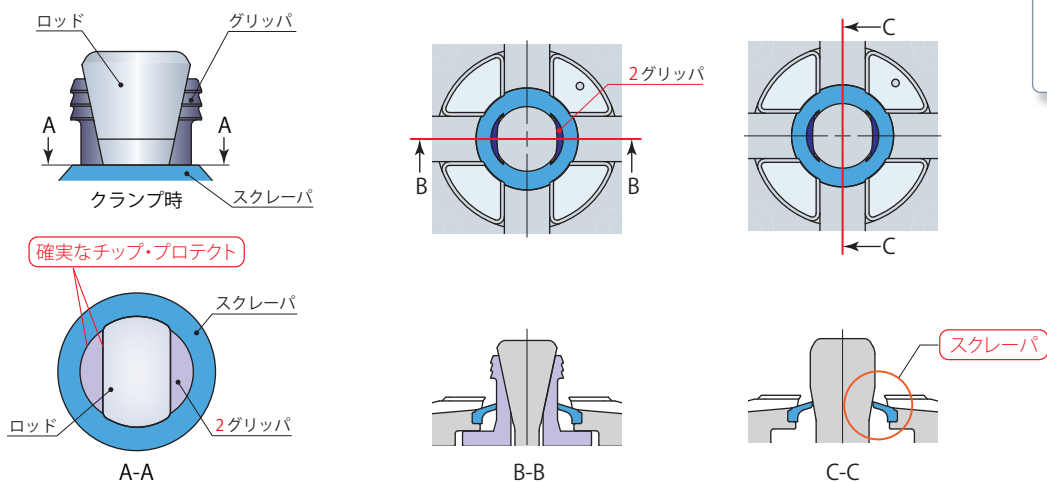 ロッド
グリッパ
A
A
クランプ時
スクレーパ
2グリッパ
B
B
C
C
確実なチップ・プロテクト
スクレーパ
ロッド
2グリッパ
A-A
B-B
スクレーパ
C-C